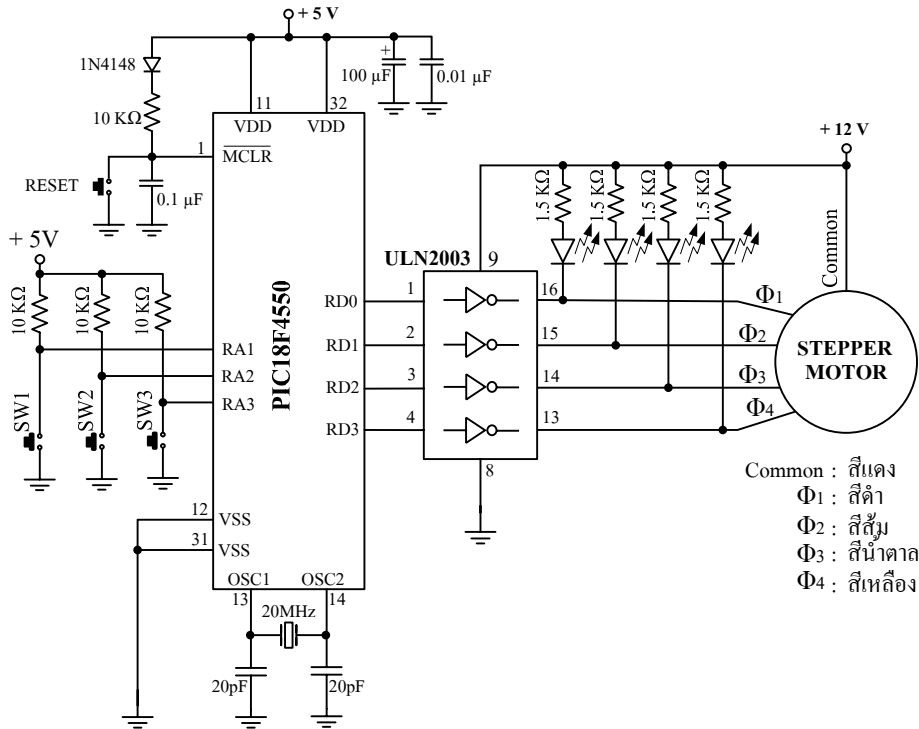 + 5 V
1N4148
10 KΩ
RESET
0.1 µF
100 µF
+
0.01 µF
11
32
VDD
VDD
1
MCLR
+ 12 V
1.5 KΩ
1.5 KΩ
1.5 KΩ
1.5 KΩ
Common
+ 5V
10 KΩ
10 KΩ
10 KΩ
SW1
SW2
SW3
RA1
RA2
RA3
PIC18F4550
RD0
RD1
RD2
RD3
1
2
3
4
ULN2003
9
16
15
14
13
8
Φ1
Φ2
Φ3
Φ4
STEPPER
MOTOR
12
VSS
31
VSS
OSC1
OSC2
13
14
20MHz
20pF
20pF
Common : สีแดง
Φ1 : สีดำ
Φ2 : สีส้ม
Φ3 : สีน้ำตาล
Φ4 : สีเหลือง